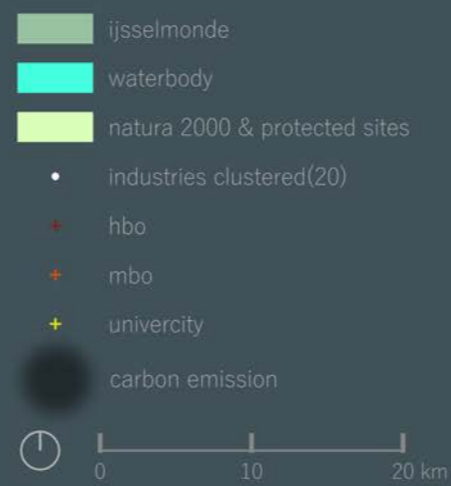 ijsselmonde
waterbody
natura 2000 & protected sites
industries clustered(20)
hbo
mbo
univercity
carbon emission
0 10 20 km